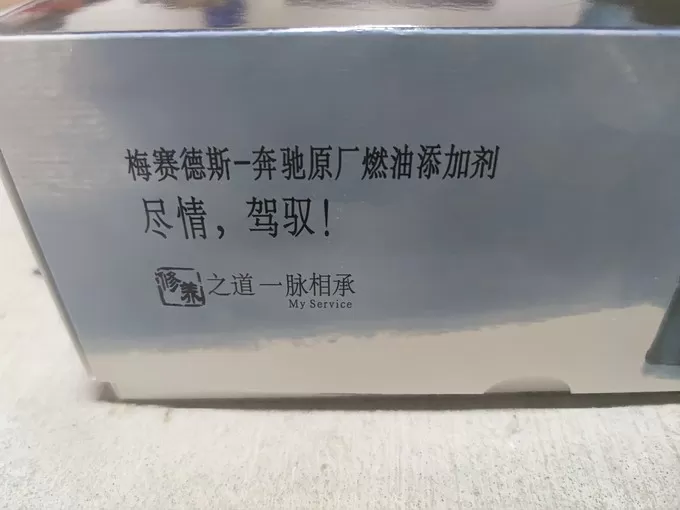 梅赛德斯-奔驰原厂燃油添加剂
尽情，驾驭！
修养之道一脉相承
My Service